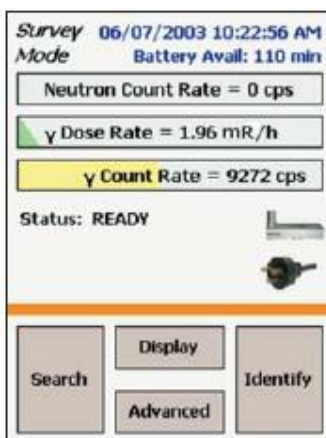 Survey 06/07/2003 10:22:56 AM
Mode Battery Avail: 110 min
Neutron Count Rate = 0 cps
γ Dose Rate = 1.96 mR/h
γ Count Rate = 9272 cps
Status: READY
Display
Search Identify
Advanced